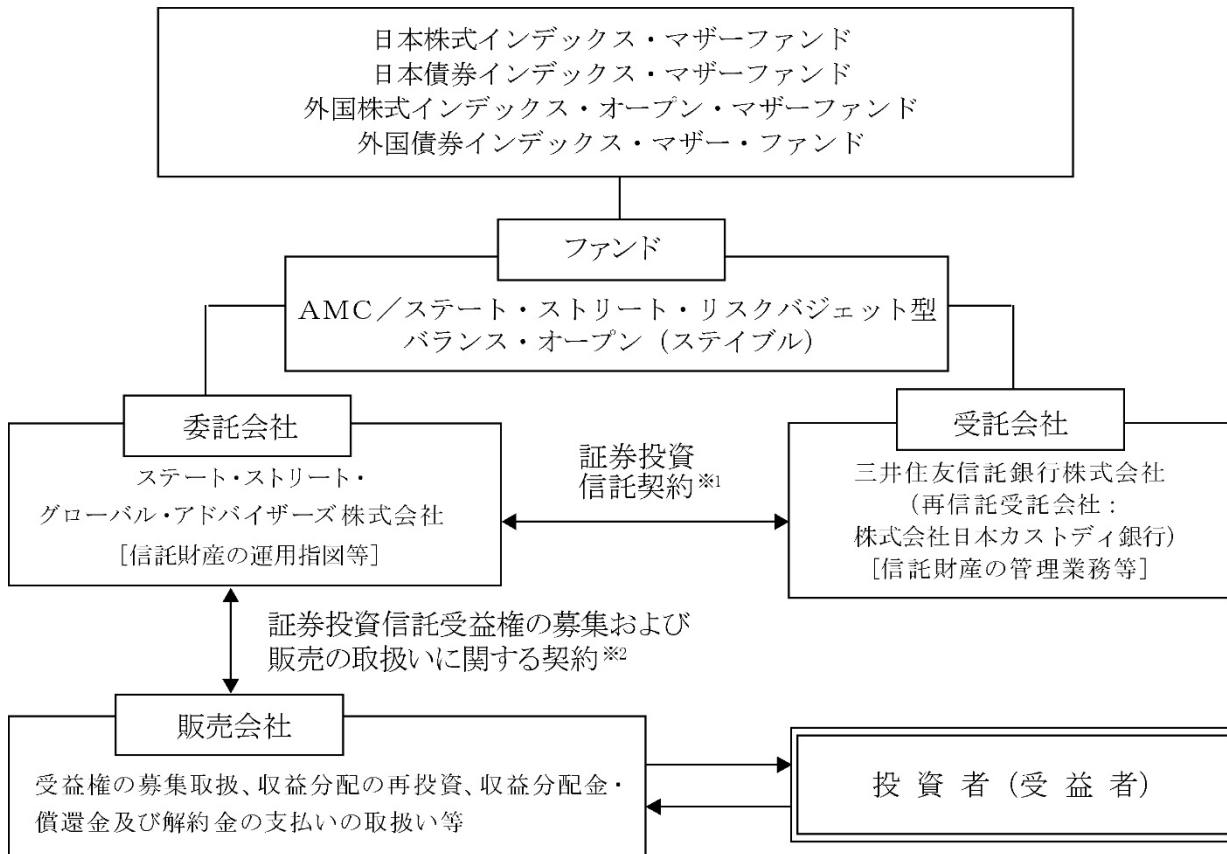 日本株式インデックス・マザーファンド
日本債券インデックス・マザーファンド
外国株式インデックス・オープン・マザーファンド
外国債券インデックス・マザー・ファンド
ファンド
AMC／ステート・ストリート・リスクバジェット型
バランス・オープン（ステイブル）
委託会社
ステート・ストリート・
グローバル・アドバイザーズ株式会社
［信託財産の運用指図等］
証券投資
信託契約※1
受託会社
三井住友信託銀行株式会社
（再信託受託会社：
株式会社日本カストディ銀行）
［信託財産の管理業務等］
証券投資信託受益権の募集および
販売の取扱いに関する契約※2
販売会社
受益権の募集取扱、収益分配の再投資、収益分配金・
償還金及び解約金の支払いの取扱い等
投資者（受益者）